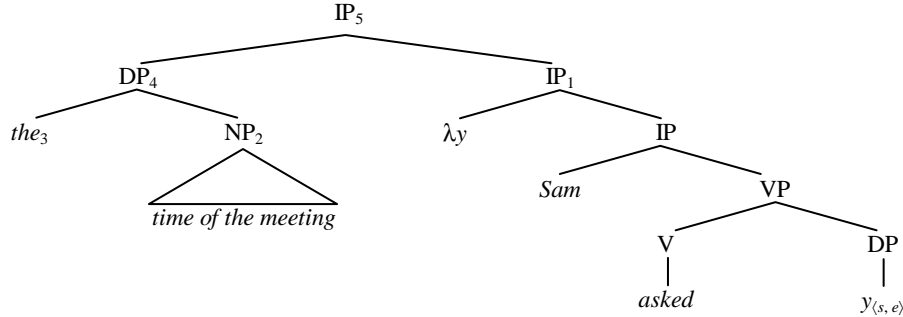 IP₅
DP₄ IP₁
the₃ NP₂ λy IP
time of the meeting Sam VP
V DP
asked y⟨s, e⟩